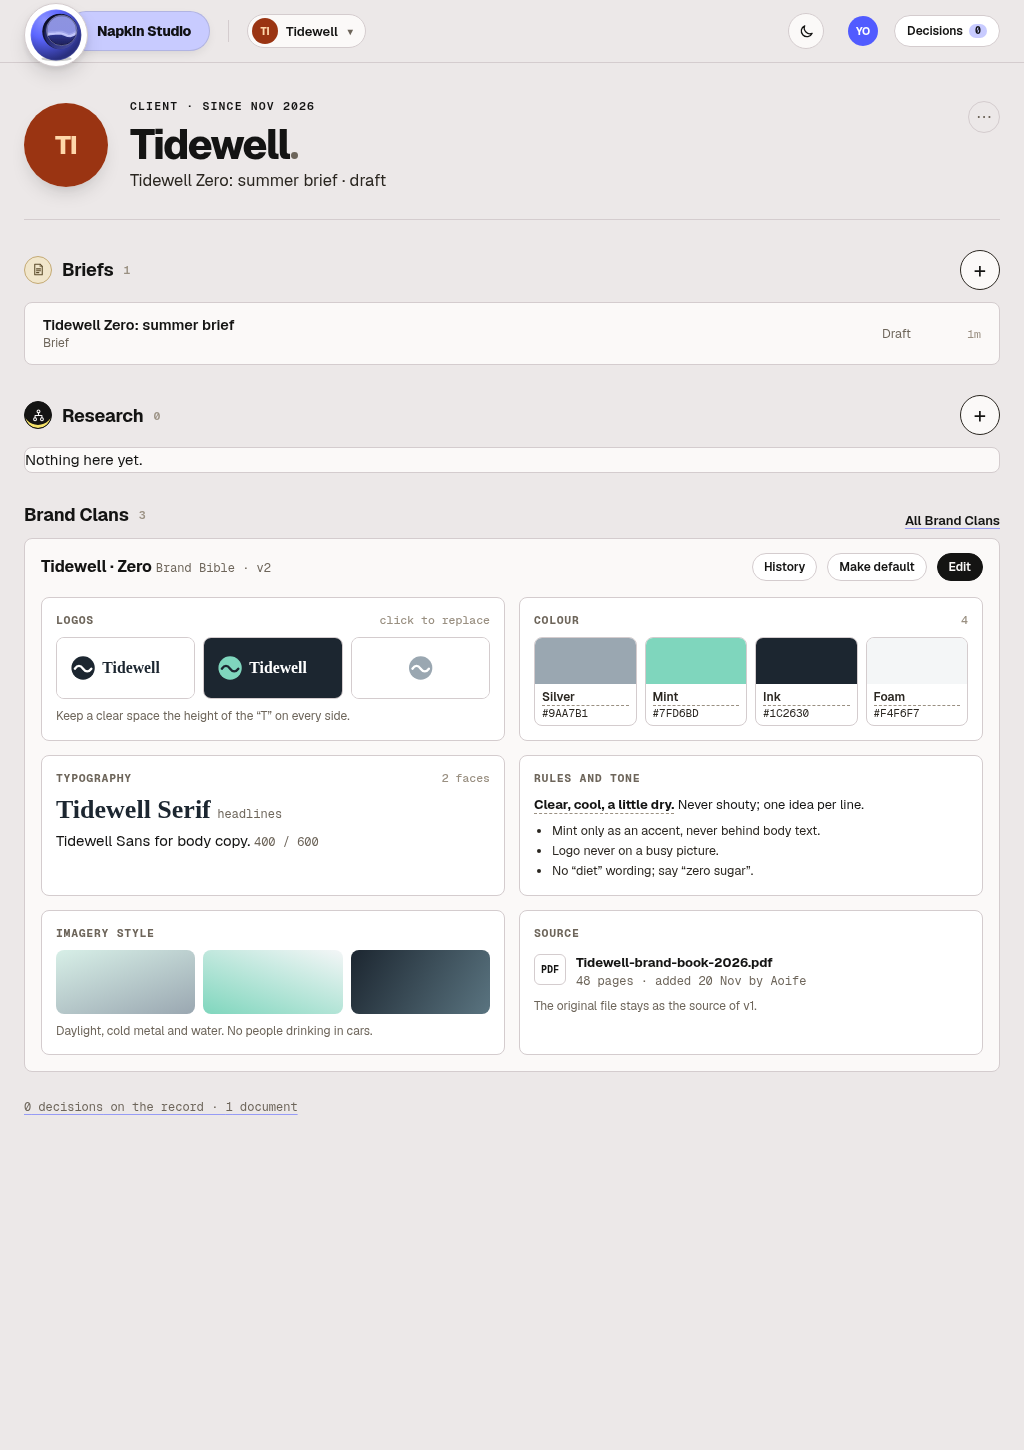 Napkin Studio
TI Tidewell ▾
YO
Decisions 0
TI
CLIENT · SINCE NOV 2026
Tidewell.
Tidewell Zero: summer brief · draft
···
Briefs 1
+
Tidewell Zero: summer brief
Brief
Draft
1m
Research 0
+
Nothing here yet.
Brand Clans 3
All Brand Clans
Tidewell · Zero Brand Bible · v2
History
Make default
Edit
LOGOS
click to replace
Tidewell
Tidewell
Keep a clear space the height of the “T” on every side.
COLOUR
4
Silver
#9AA7B1
Mint
#7FD6BD
Ink
#1C2630
Foam
#F4F6F7
TYPOGRAPHY
2 faces
Tidewell Serif headlines
Tidewell Sans for body copy. 400 / 600
RULES AND TONE
Clear, cool, a little dry. Never shouty; one idea per line.
• Mint only as an accent, never behind body text.
• Logo never on a busy picture.
• No “diet” wording; say “zero sugar”.
IMAGERY STYLE
Daylight, cold metal and water. No people drinking in cars.
SOURCE
PDF
Tidewell-brand-book-2026.pdf
48 pages · added 20 Nov by Aoife
The original file stays as the source of v1.
0 decisions on the record · 1 document